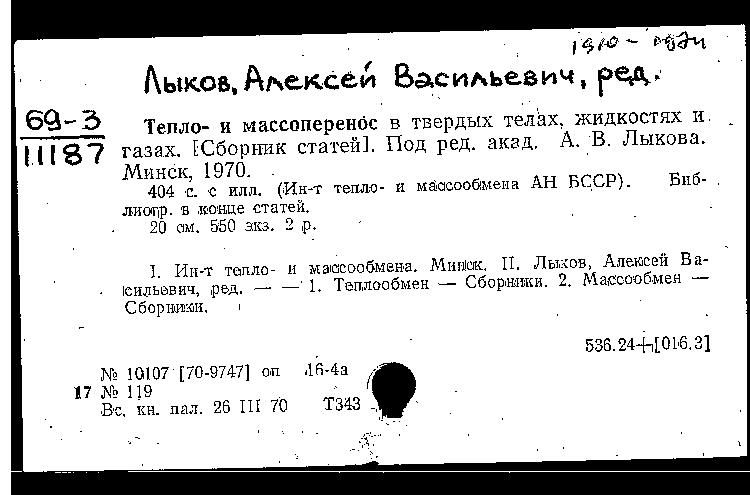 1910-1974
Лыков, Алексей Васильевич, ред.
69-3
11187
Тепло- и массоперенос в твердых телах, жидкостях и
газах. [Сборник статей]. Под ред. акад. А. В. Лыкова.
Минск, 1970.
404 с. с илл. (Ин-т тепло- и массообмена АН БССР). Биб-
лиогр. в конце статей.
20 см. 550 экз. 2 р.
I. Ин-т тепло- и массообмена. Минск. II. Лыков, Алексей Ва-
сильевич, ред. — — 1. Теплообмен — Сборники. 2. Массообмен —
Сборники.
536.24+[016.3]
№ 10107 [70-9747] оп 16-4а
17 № 119
Вс. кн. пал. 26 III 70 Т343